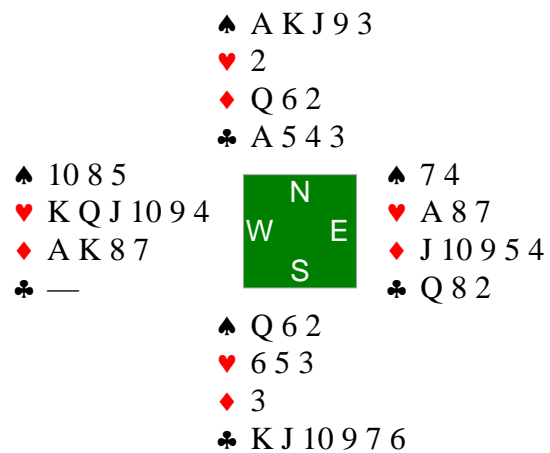 ♠ A K J 9 3
♥ 2
♦ Q 6 2
♣ A 5 4 3
♠ 10 8 5
♥ K Q J 10 9 4
♦ A K 8 7
♣ —
N
W E
S
♠ 7 4
♥ A 8 7
♦ J 10 9 5 4
♣ Q 8 2
♠ Q 6 2
♥ 6 5 3
♦ 3
♣ K J 10 9 7 6